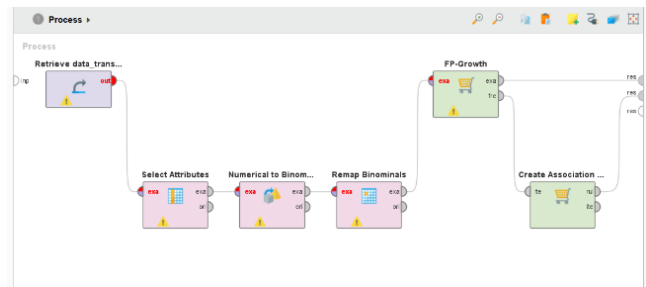 Process
Process
Retrieve data_trans...
inp
out
FP-Growth
exa
exa
fre
res
res
res
Select Attributes
exa
exa
ori
Numerical to Binom...
exa
exa
ori
Remap Binominals
exa
exa
ori
Create Association ...
ite
rul
ite